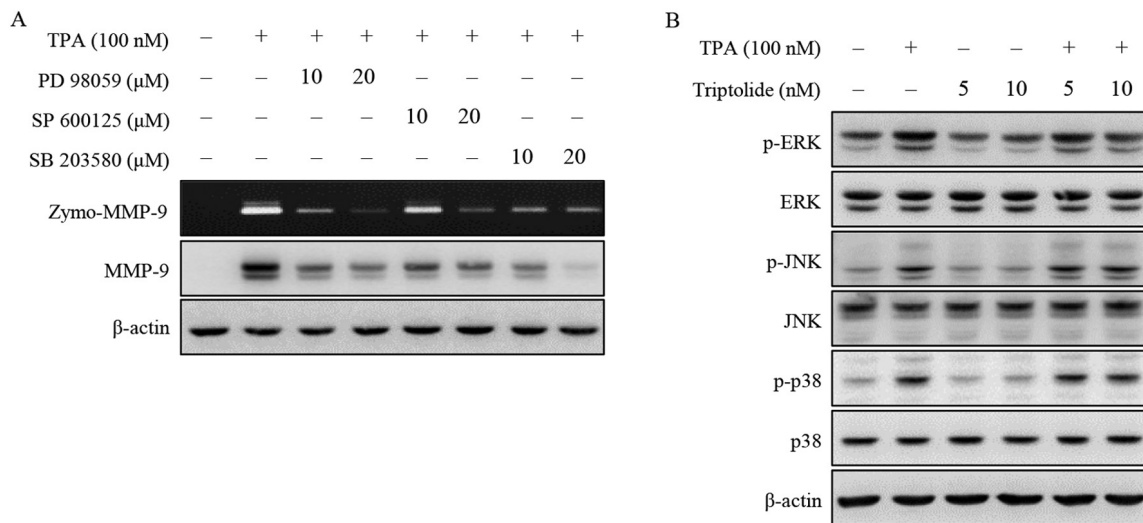 A
TPA (100 nM) – + + + + + + +
PD 98059 (μM) – – 10 20 – – – –
SP 600125 (μM) – – – – 10 20 – –
SB 203580 (μM) – – – – – – 10 20
Zymo-MMP-9
MMP-9
β-actin
B
TPA (100 nM) – + – – + +
Triptolide (nM) – – 5 10 5 10
p-ERK
ERK
p-JNK
JNK
p-p38
p38
β-actin